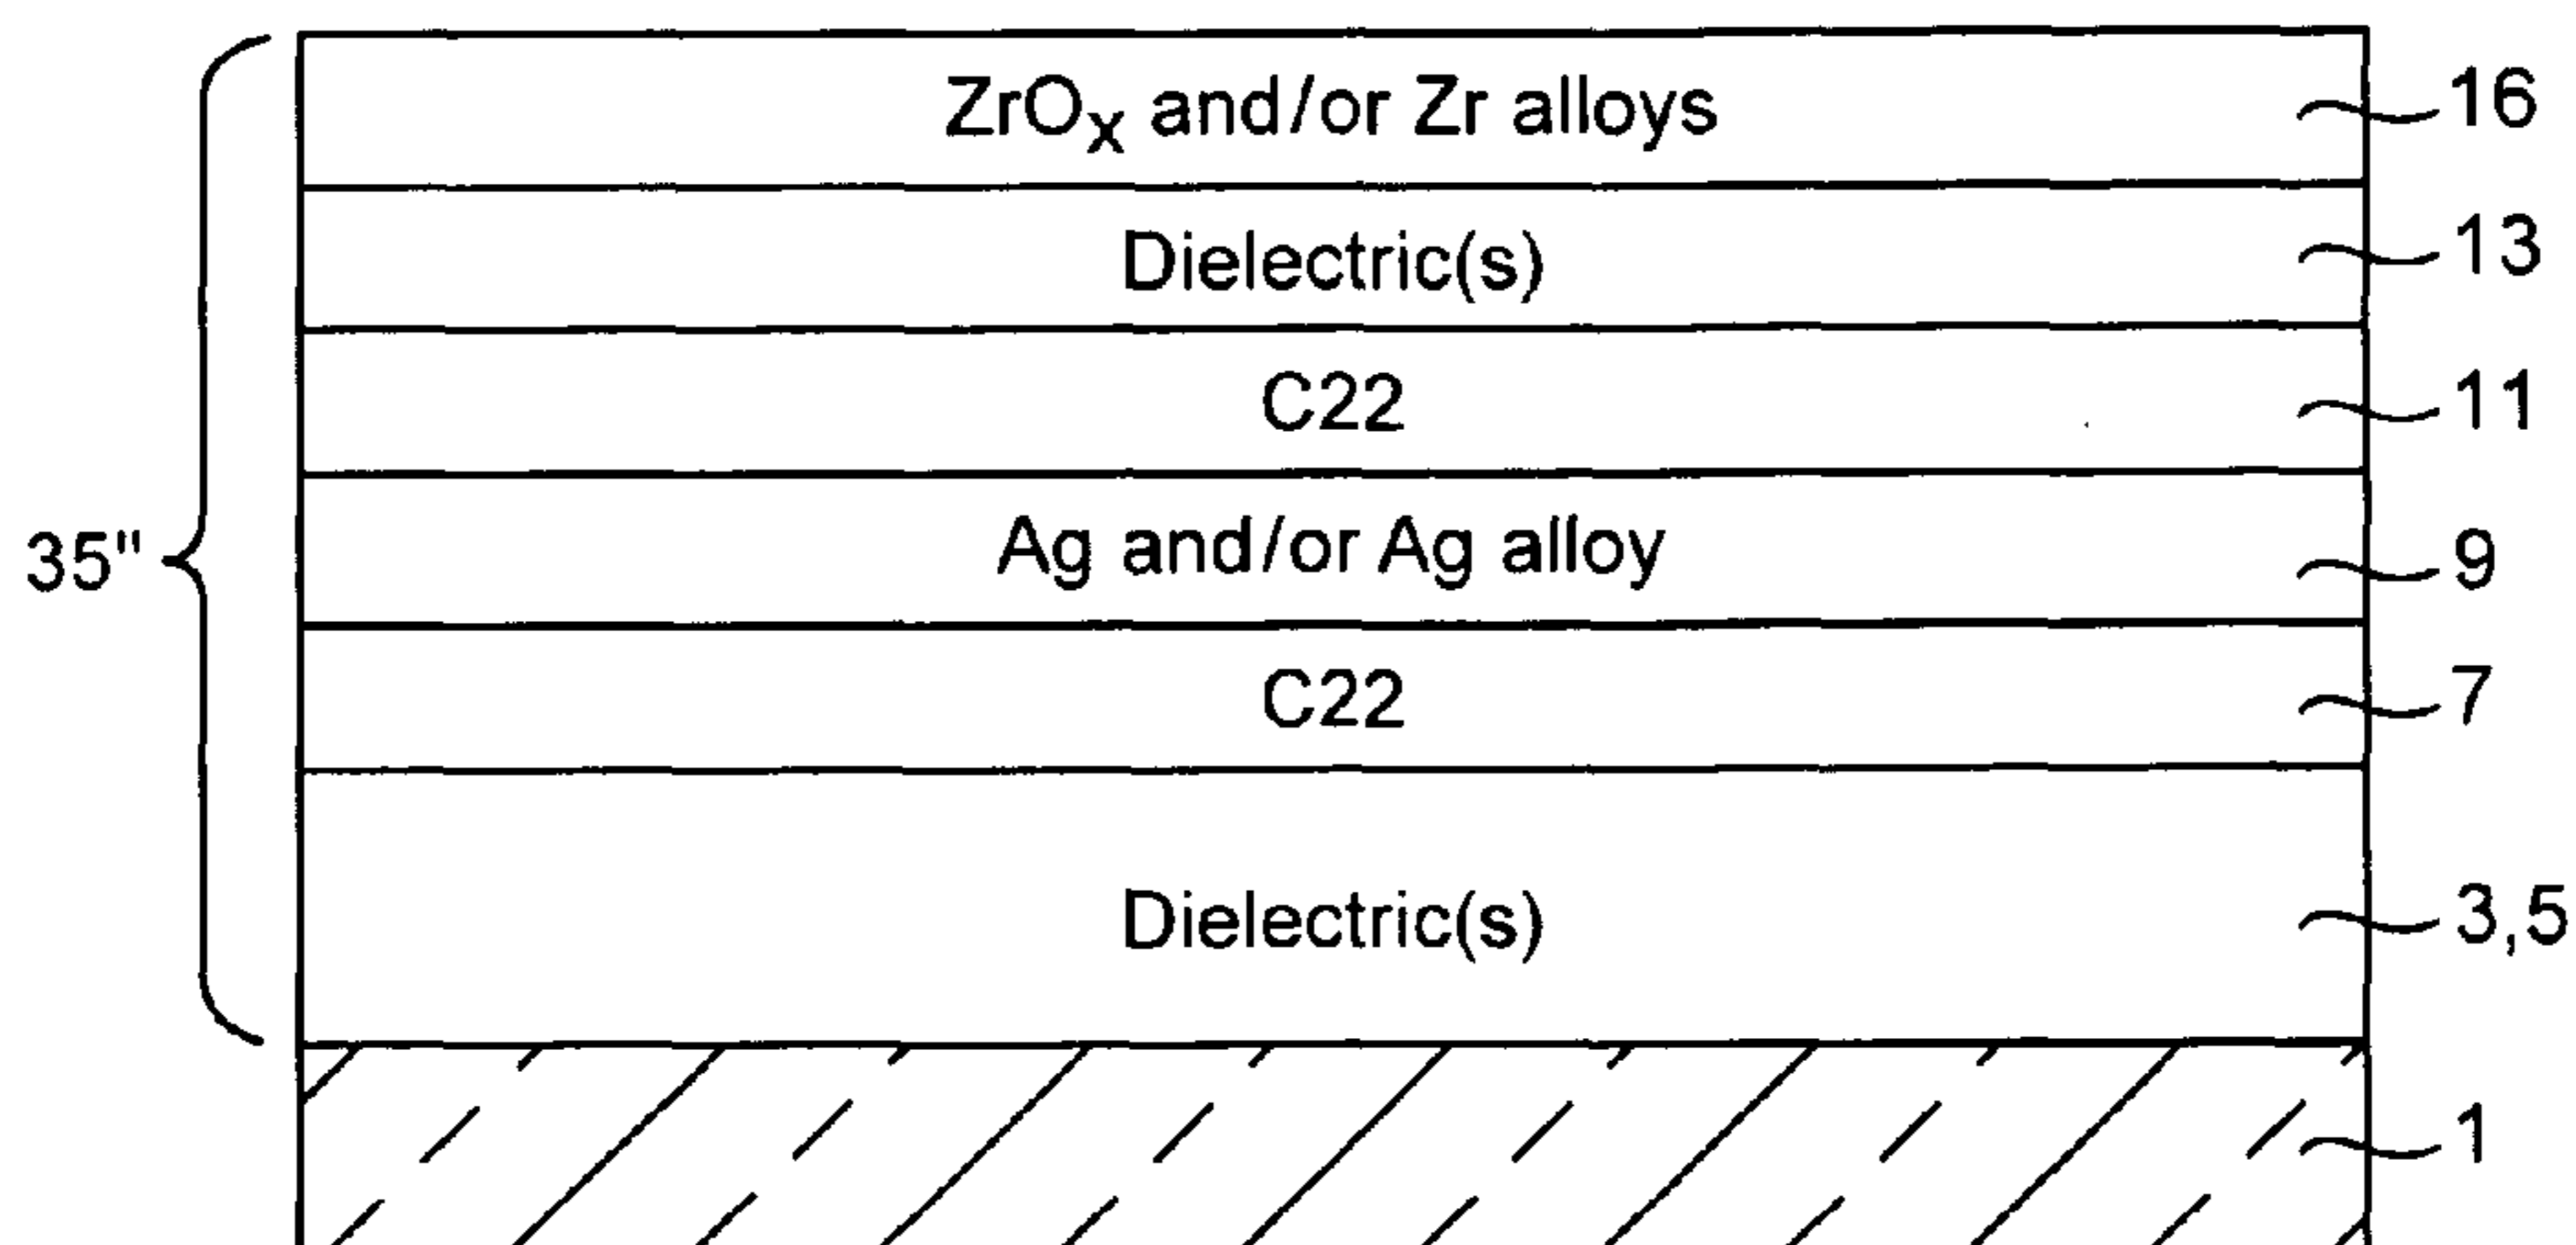 ZrOx and/or Zr alloys 16
Dielectric(s) 13
C22 11
Ag and/or Ag alloy 9
35"
C22 7
Dielectric(s) 3,5
1